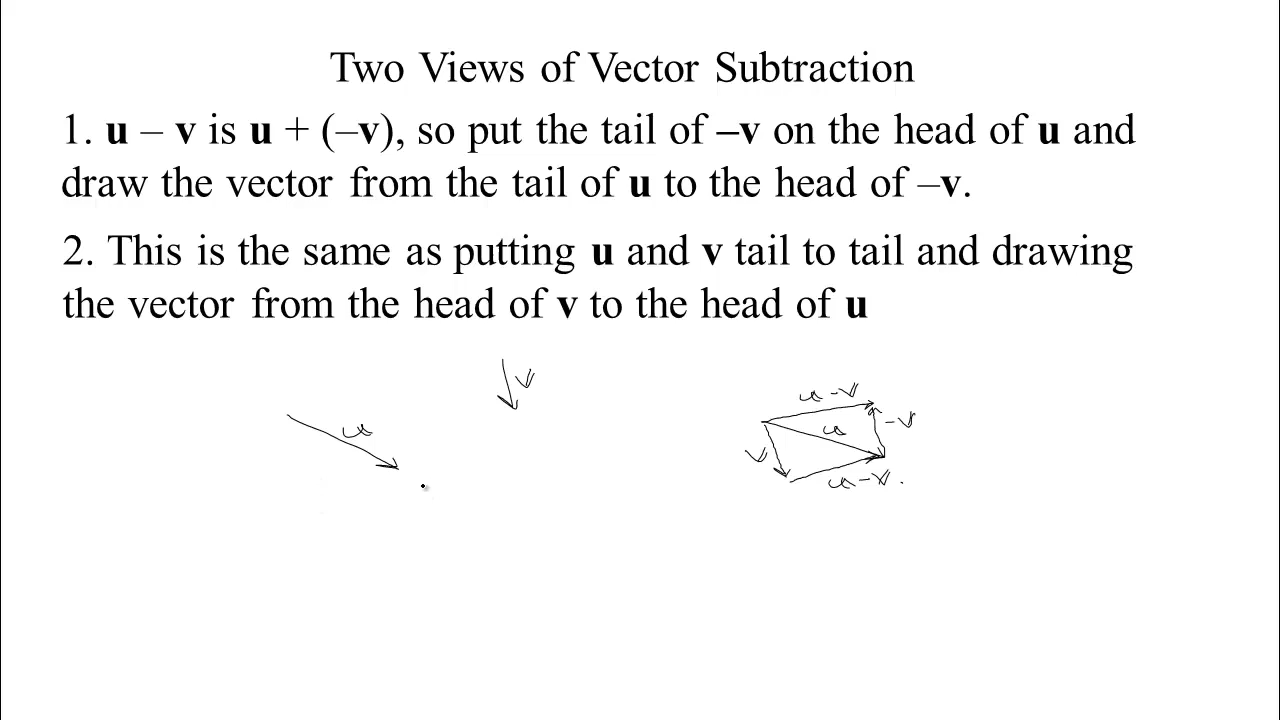 Two Views of Vector Subtraction
1. u – v is u + (–v), so put the tail of –v on the head of u and
draw the vector from the tail of u to the head of –v.
2. This is the same as putting u and v tail to tail and drawing
the vector from the head of v to the head of u
v
u
u - v
u
- v
v
u - v